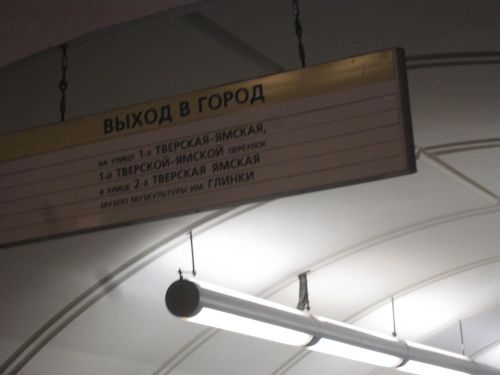 ВЫХОД В ГОРОД
НА УЛИЦУ 1-я ТВЕРСКАЯ-ЯМСКАЯ,
1-й ТВЕРСКОЙ-ЯМСКОЙ ПЕРЕУЛОК
К УЛИЦЕ 2-я ТВЕРСКАЯ ЯМСКАЯ
МУЗЕЮ МУЗКУЛЬТУРЫ ИМ. ГЛИНКИ